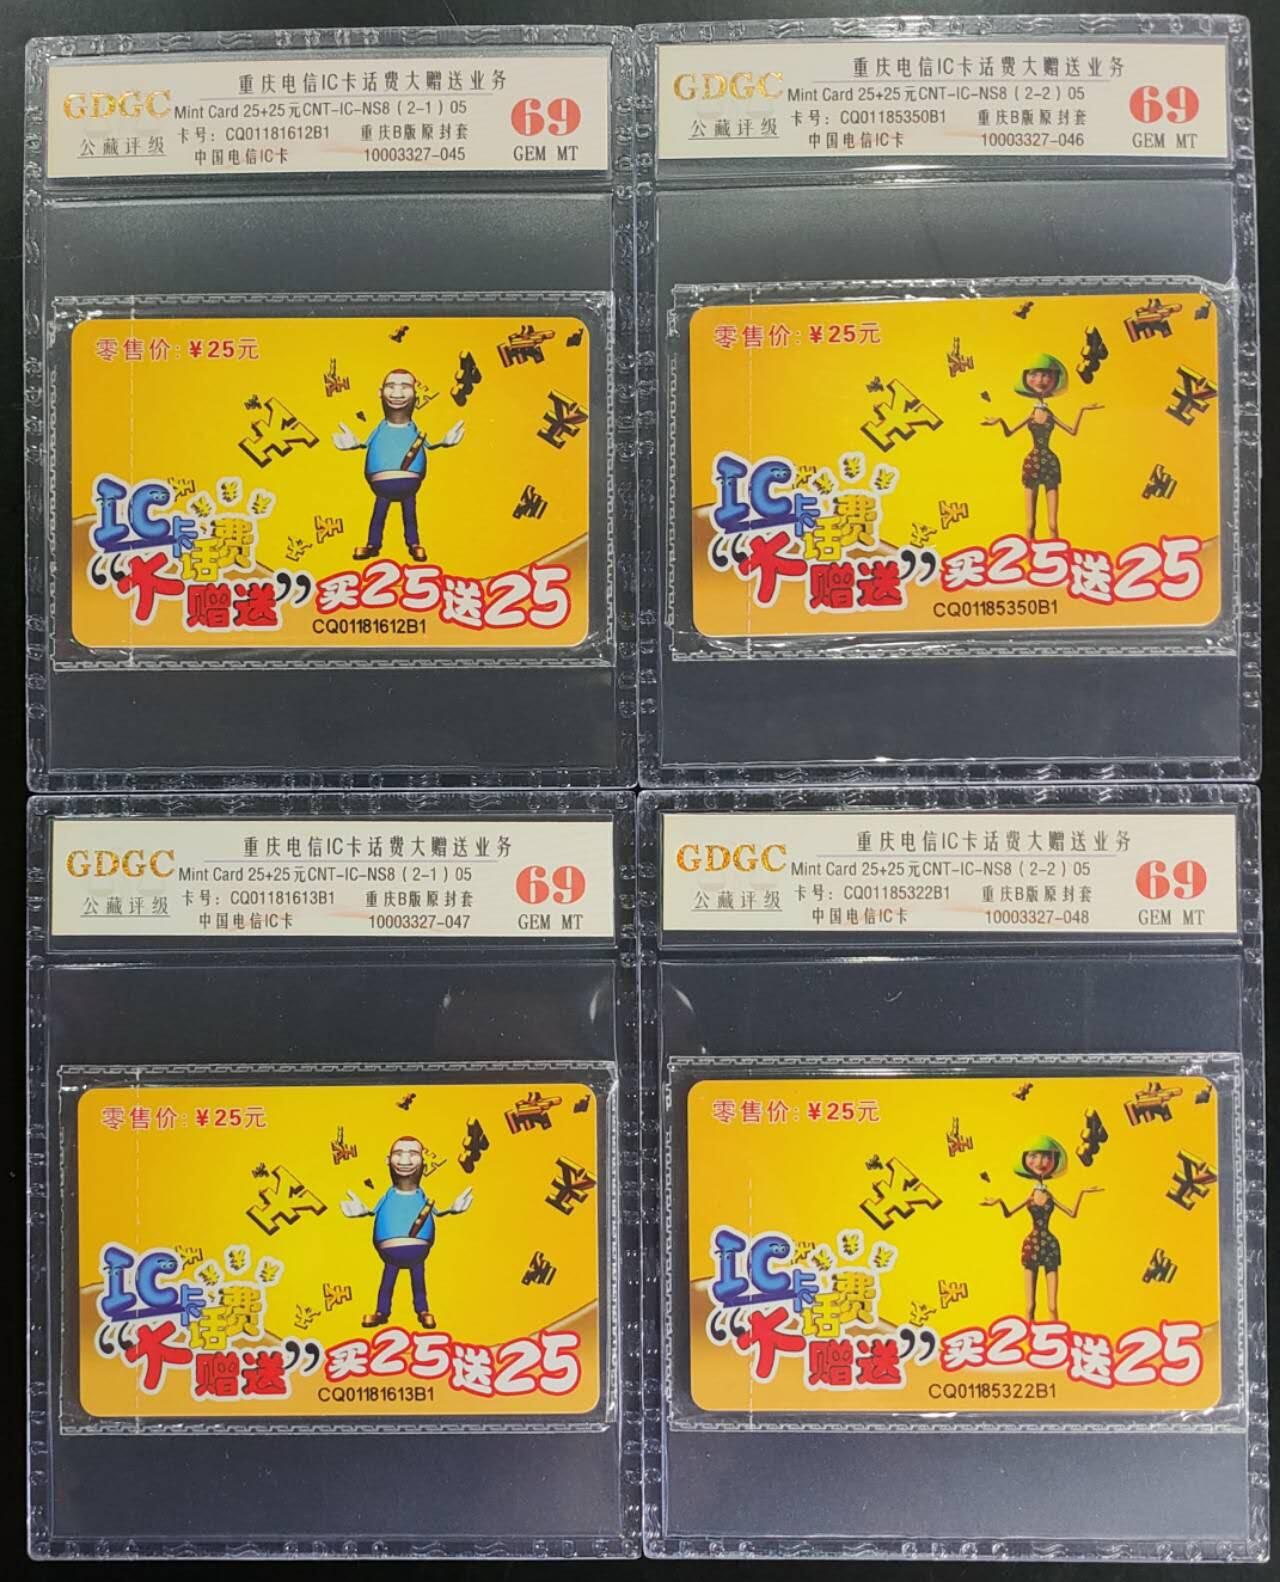 重庆电信IC卡话费大赠送业务
GDGC Mint Card 25+25元CNT-IC-NS8（2-1）05 69
公藏评级 卡号：CQ01181612B1 重庆B版原封套
中国电信IC卡 10003327-045 GEM MT
零售价:￥25元
IC卡话费
“大赠送”买25送25
CQ01181612B1
重庆电信IC卡话费大赠送业务
GDGC Mint Card 25+25元CNT-IC-NS8（2-2）05 69
公藏评级 卡号：CQ01185350B1 重庆B版原封套
中国电信IC卡 10003327-046 GEM MT
零售价:￥25元
IC卡话费
“大赠送”买25送25
CQ01185350B1
重庆电信IC卡话费大赠送业务
GDGC Mint Card 25+25元CNT-IC-NS8（2-1）05 69
公藏评级 卡号：CQ01181613B1 重庆B版原封套
中国电信IC卡 10003327-047 GEM MT
零售价:￥25元
IC卡话费
“大赠送”买25送25
CQ01181613B1
重庆电信IC卡话费大赠送业务
GDGC Mint Card 25+25元CNT-IC-NS8（2-2）05 69
公藏评级 卡号：CQ01185322B1 重庆B版原封套
中国电信IC卡 10003327-048 GEM MT
零售价:￥25元
IC卡话费
“大赠送”买25送25
CQ01185322B1